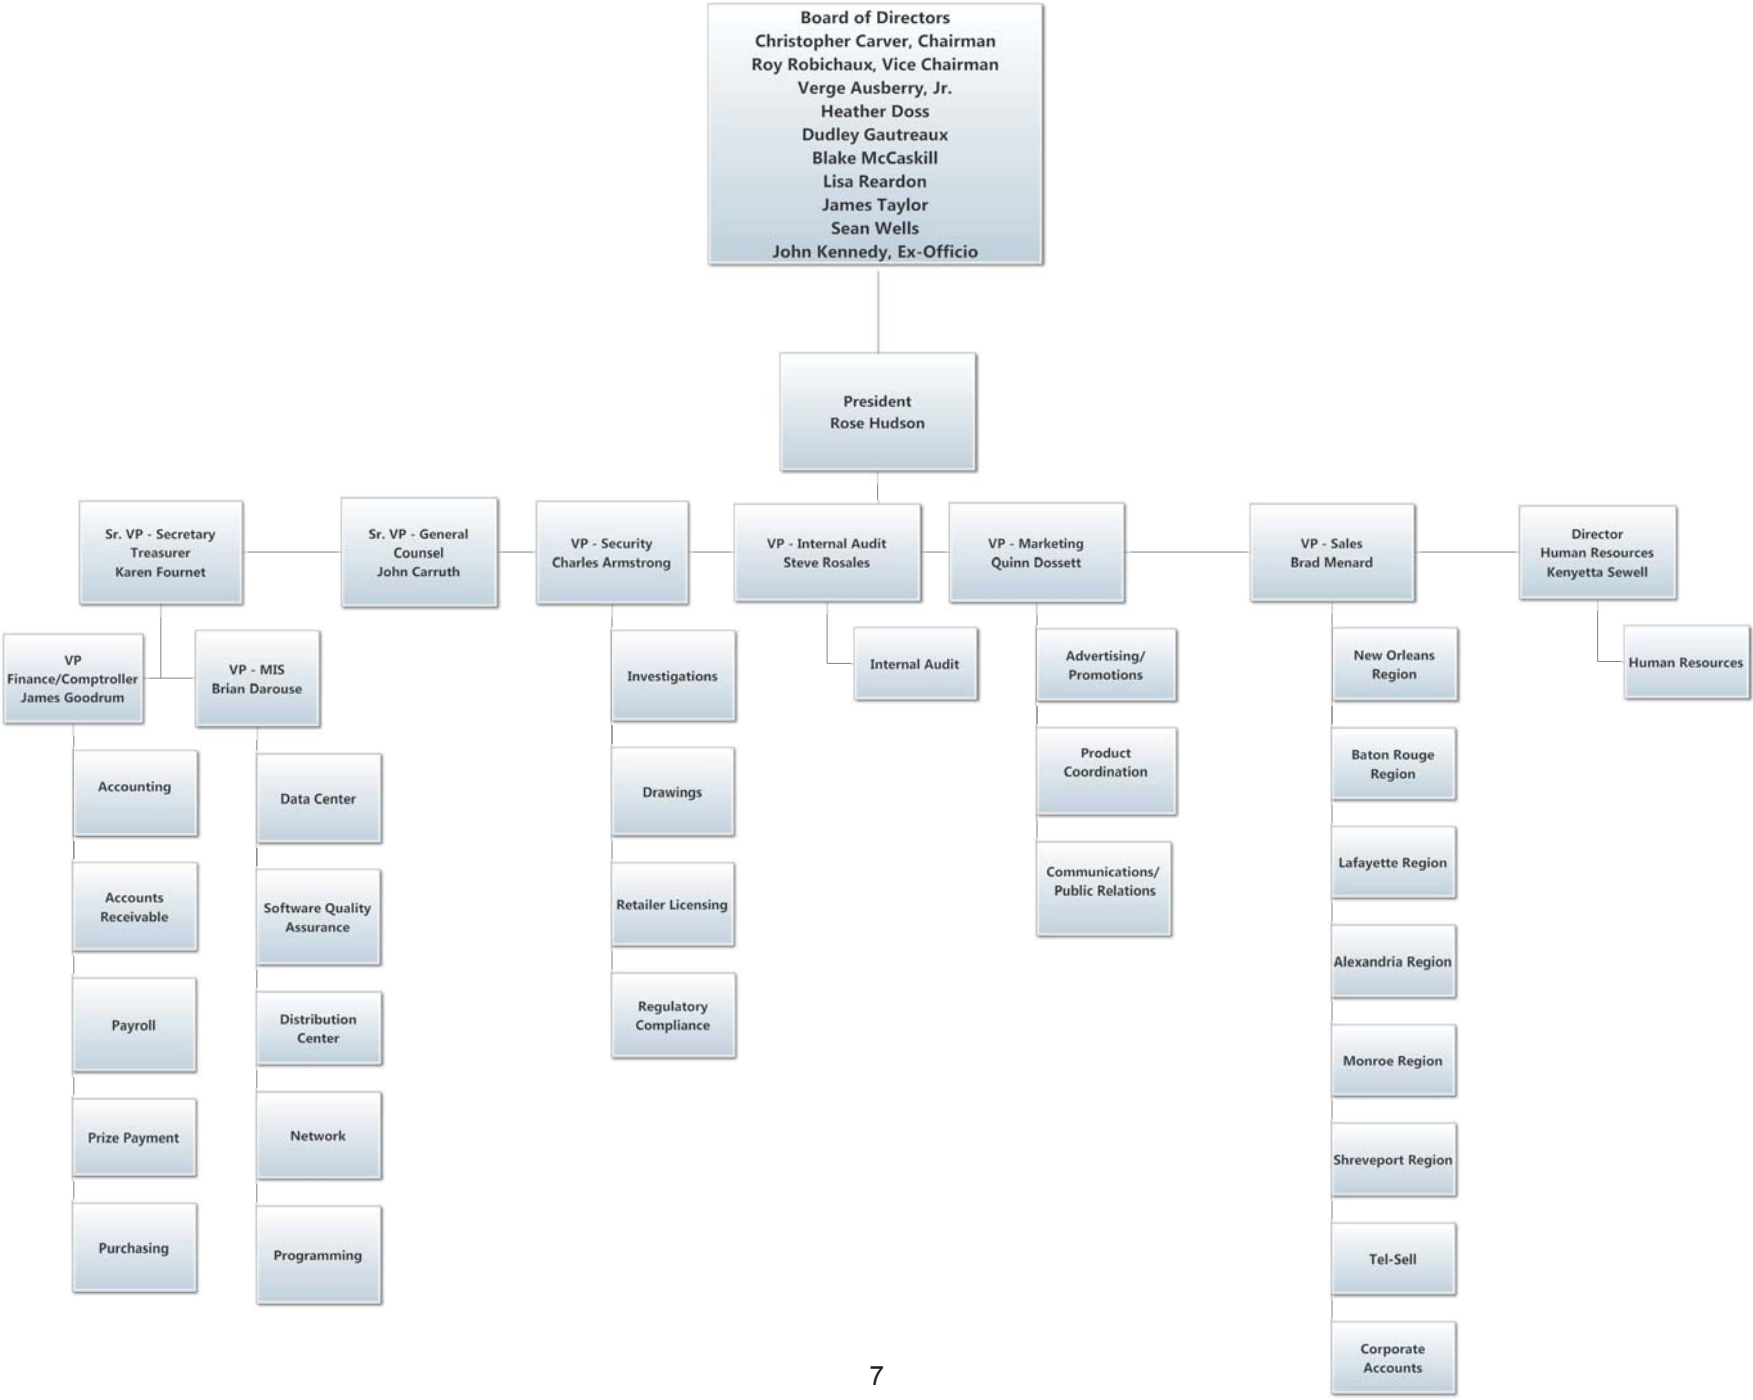 Board of Directors
Christopher Carver, Chairman
Roy Robichaux, Vice Chairman
Verge Ausberry, Jr.
Heather Doss
Dudley Gautreaux
Blake McCaskill
Lisa Reardon
James Taylor
Sean Wells
John Kennedy, Ex-Officio
President
Rose Hudson
Sr. VP - Secretary
Treasurer
Karen Fournet
Sr. VP - General
Counsel
John Carruth
VP - Security
Charles Armstrong
VP - Internal Audit
Steve Rosales
VP - Marketing
Quinn Dossett
VP - Sales
Brad Menard
Director
Human Resources
Kenyetta Sewell
VP
Finance/Comptroller
James Goodrum
VP - MIS
Brian Darouse
Accounting
Accounts
Receivable
Payroll
Prize Payment
Purchasing
Data Center
Software Quality
Assurance
Distribution
Center
Network
Programming
Investigations
Drawings
Retailer Licensing
Regulatory
Compliance
Internal Audit
Advertising/
Promotions
Product
Coordination
Communications/
Public Relations
New Orleans
Region
Baton Rouge
Region
Lafayette Region
Alexandria Region
Monroe Region
Shreveport Region
Tel-Sell
Corporate
Accounts
Human Resources
7